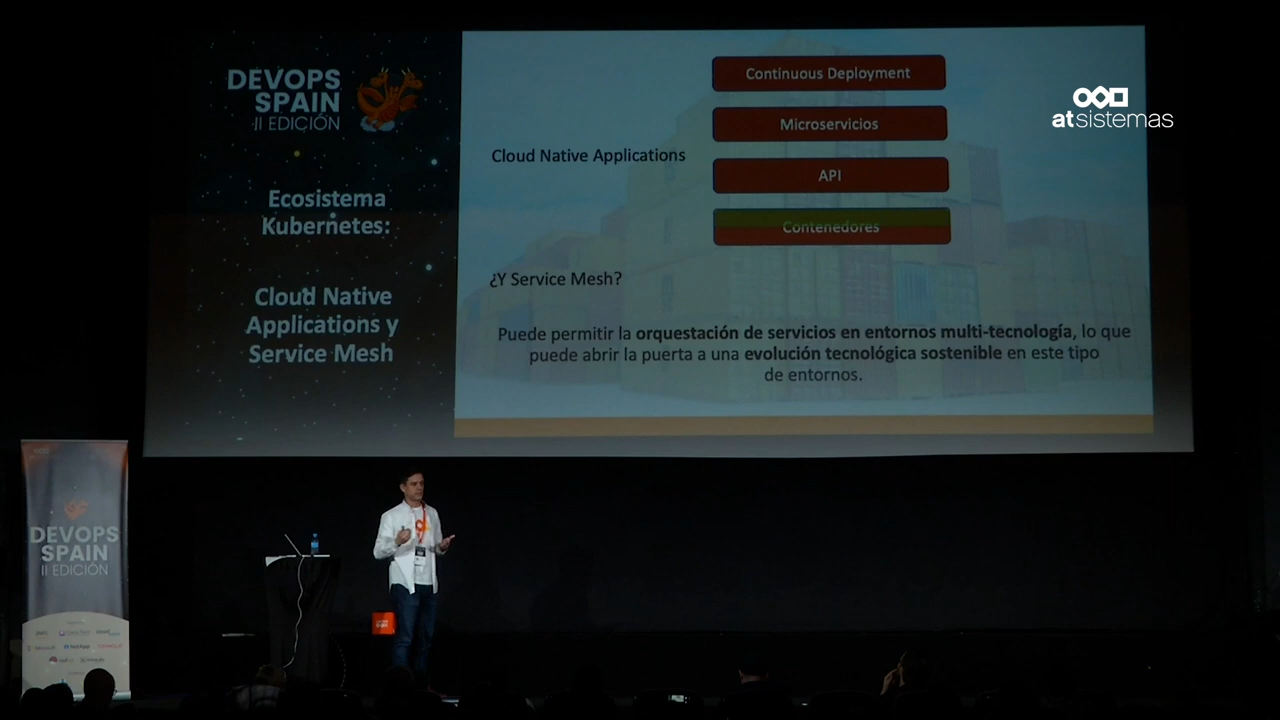 DEVOPS
SPAIN
II EDICIÓN
Ecosistema
Kubernetes:
Cloud Native
Applications y
Service Mesh
Continuous Deployment
Microservicios
Cloud Native Applications
API
Contenedores
¿Y Service Mesh?
Puede permitir la orquestación de servicios en entornos multi-tecnología, lo que
puede abrir la puerta a una evolución tecnológica sostenible en este tipo
de entornos.
atsistemas
DEVOPS
SPAIN
II EDICIÓN